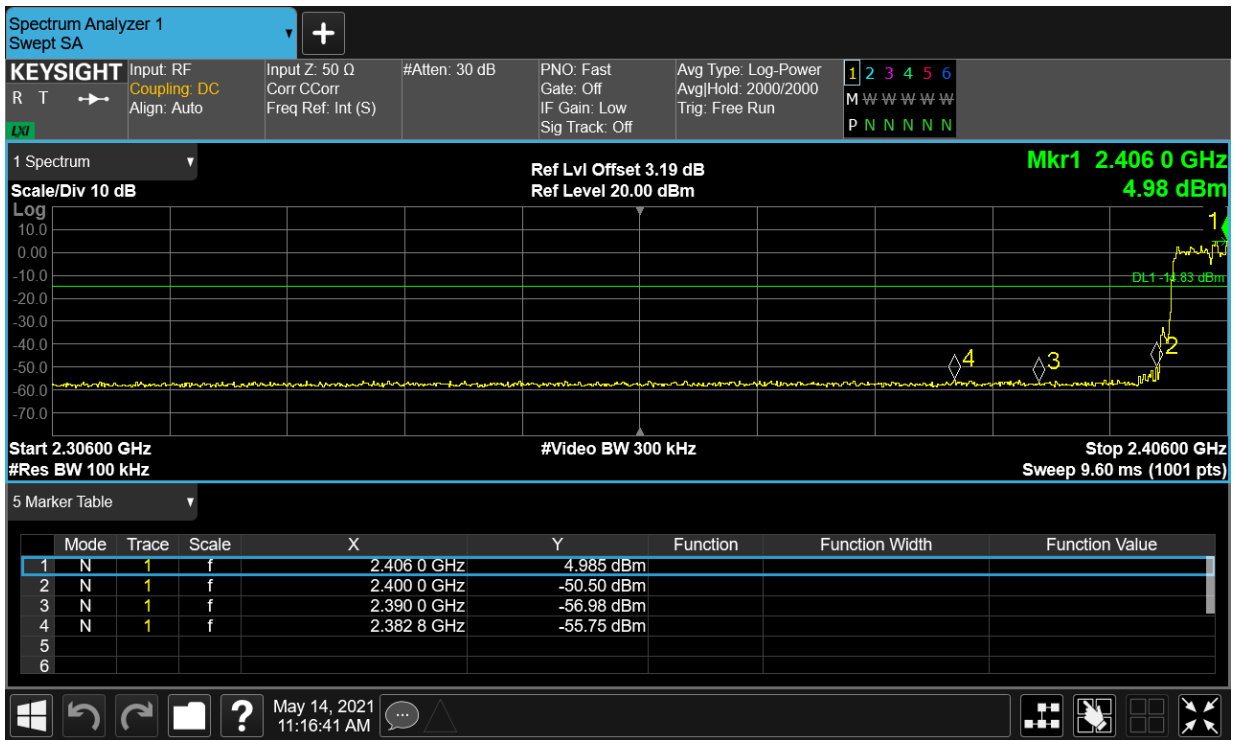 Spectrum Analyzer 1
Swept SA
KEYSIGHT
R T
LXI
Input: RF
Coupling: DC
Align: Auto
Input Z: 50 Ω
Corr CCorr
Freq Ref: Int (S)
#Atten: 30 dB
PNO: Fast
Gate: Off
IF Gain: Low
Sig Track: Off
Avg Type: Log-Power
Avg|Hold: 2000/2000
Trig: Free Run
1 2 3 4 5 6
M W W W W W
P N N N N N
1 Spectrum
Scale/Div 10 dB
Ref Lvl Offset 3.19 dB
Ref Level 20.00 dBm
Mkr1 2.406 0 GHz
4.98 dBm
Log
10.0
0.00
-10.0
-20.0
-30.0
-40.0
-50.0
-60.0
-70.0
1
DL1 -14.83 dBm
4
3
2
Start 2.30600 GHz
#Res BW 100 kHz
#Video BW 300 kHz
Stop 2.40600 GHz
Sweep 9.60 ms (1001 pts)
5 Marker Table
Mode Trace Scale X Y Function Function Width Function Value
1 N 1 f 2.406 0 GHz 4.985 dBm
2 N 1 f 2.400 0 GHz -50.50 dBm
3 N 1 f 2.390 0 GHz -56.98 dBm
4 N 1 f 2.382 8 GHz -55.75 dBm
5
6
?
May 14, 2021
11:16:41 AM